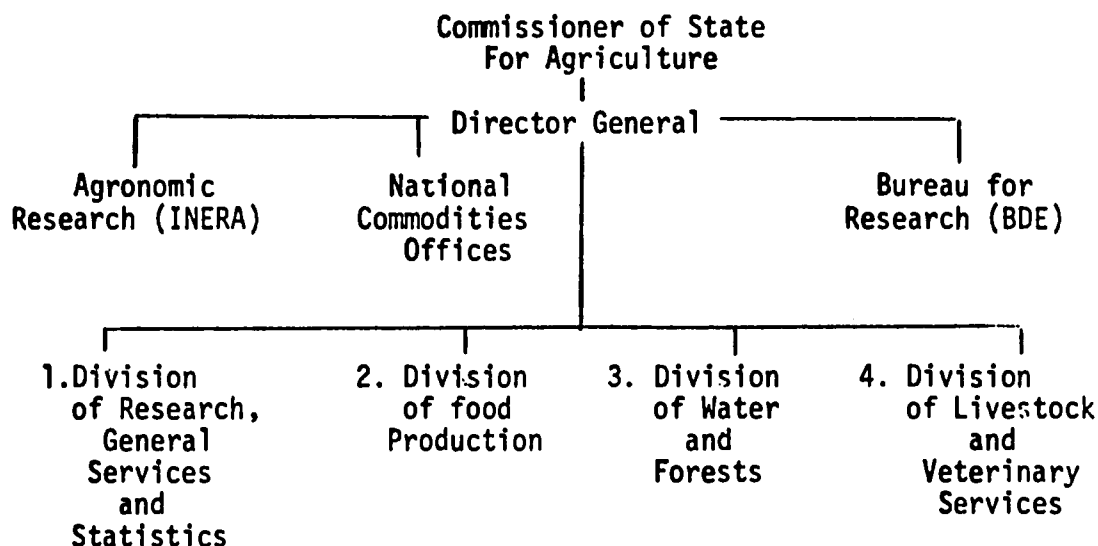 Commissioner of State
For Agriculture
Director General
Agronomic
Research (INERA)
National
Commodities
Offices
Bureau for
Research (BDE)
1.Division
of Research,
General
Services
and
Statistics
2. Division
of food
Production
3. Division
of Water
and
Forests
4. Division
of Livestock
and
Veterinary
Services